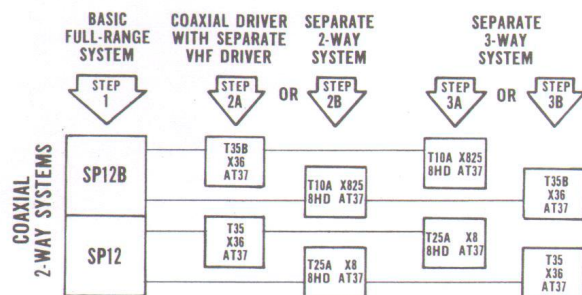 BASIC
FULL-RANGE
SYSTEM
COAXIAL DRIVER
WITH SEPARATE
VHF DRIVER
SEPARATE
2-WAY
SYSTEM
SEPARATE
3-WAY
SYSTEM
STEP
1
STEP
2A
OR
STEP
2B
STEP
3A
OR
STEP
3B
COAXIAL
2-WAY SYSTEMS
SP12B
T35B
X36
AT37
T10A X825
8HD AT37
T10A X825
8HD AT37
T35B
X36
AT37
SP12
T35
X36
AT37
T25A X8
8HD AT37
T25A X8
8HD AT37
T35
X36
AT37